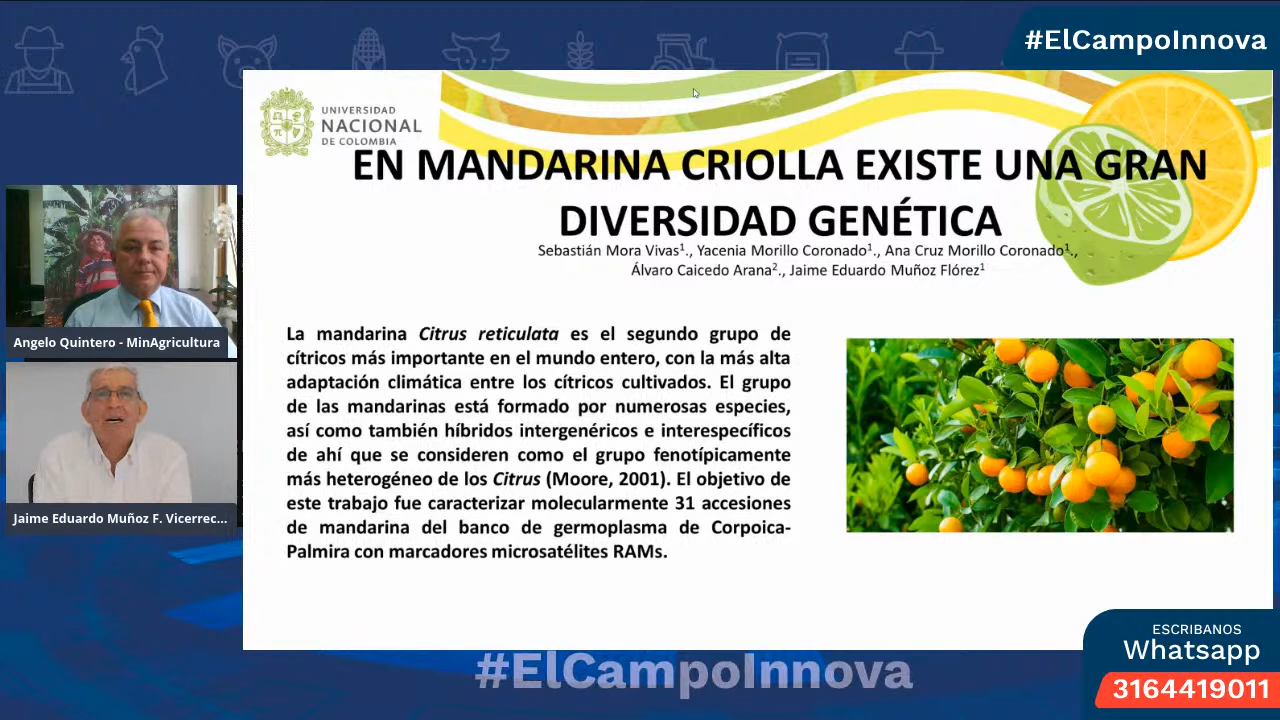 #ElCampoInnova
UNIVERSIDAD
NACIONAL
DE COLOMBIA
EN MANDARINA CRIOLLA EXISTE UNA GRAN
DIVERSIDAD GENÉTICA
Sebastián Mora Vivas¹., Yacenia Morillo Coronado¹., Ana Cruz Morillo Coronado¹.,
Álvaro Caicedo Arana²., Jaime Eduardo Muñoz Flórez¹
Angelo Quintero - MinAgricultura
Jaime Eduardo Muñoz F. Vicerrec...
La mandarina Citrus reticulata es el segundo grupo de
cítricos más importante en el mundo entero, con la más alta
adaptación climática entre los cítricos cultivados. El grupo
de las mandarinas está formado por numerosas especies,
así como también híbridos intergenéricos e interespecíficos
de ahí que se consideren como el grupo fenotípicamente
más heterogéneo de los Citrus (Moore, 2001). El objetivo de
este trabajo fue caracterizar molecularmente 31 accesiones
de mandarina del banco de germoplasma de Corpoica-
Palmira con marcadores microsatélites RAMs.
#ElCampoInnova
ESCRIBANOS
Whatsapp
3164419011